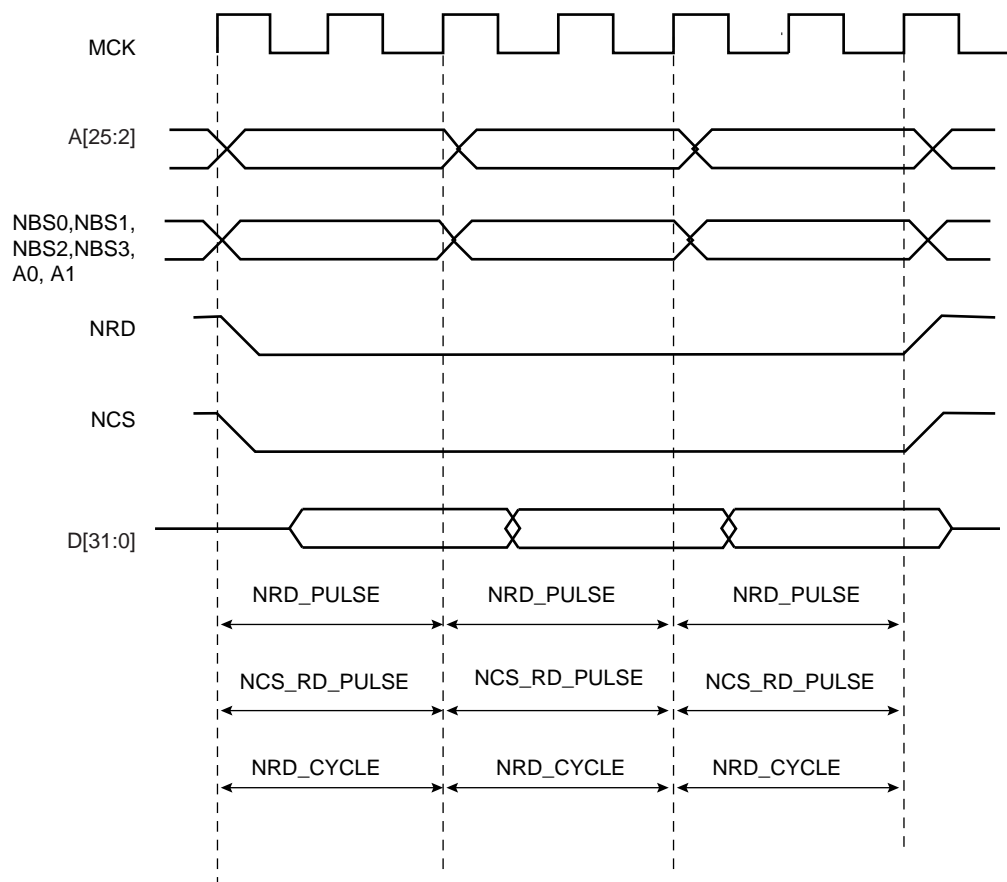 MCK
A[25:2]
NBS0,NBS1,
NBS2,NBS3,
A0, A1
NRD
NCS
D[31:0]
NRD_PULSE NRD_PULSE NRD_PULSE
NCS_RD_PULSE NCS_RD_PULSE NCS_RD_PULSE
NRD_CYCLE NRD_CYCLE NRD_CYCLE